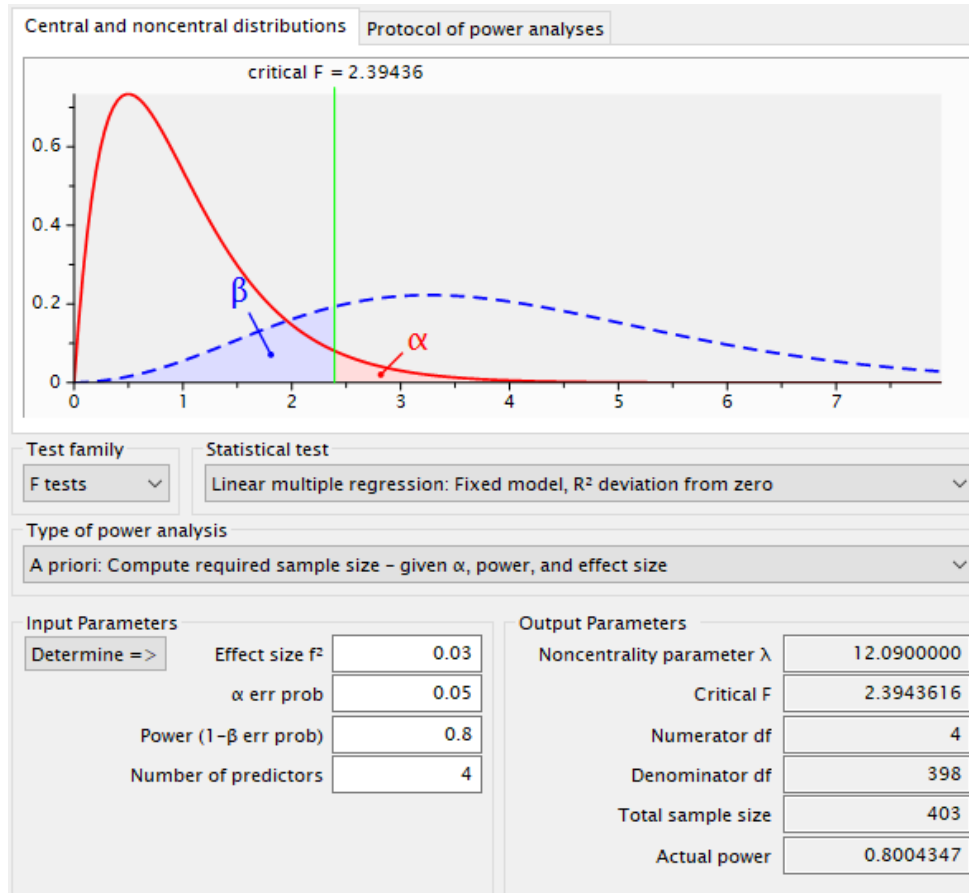 Central and noncentral distributions
Protocol of power analyses
critical F = 2.39436
0.6
0.4
0.2
0
β
α
0 1 2 3 4 5 6 7
Test family
Statistical test
F tests
Linear multiple regression: Fixed model, R² deviation from zero
Type of power analysis
A priori: Compute required sample size – given α, power, and effect size
Input Parameters
Determine =>
Effect size f² 0.03
α err prob 0.05
Power (1-β err prob) 0.8
Number of predictors 4
Output Parameters
Noncentrality parameter λ 12.0900000
Critical F 2.3943616
Numerator df 4
Denominator df 398
Total sample size 403
Actual power 0.8004347